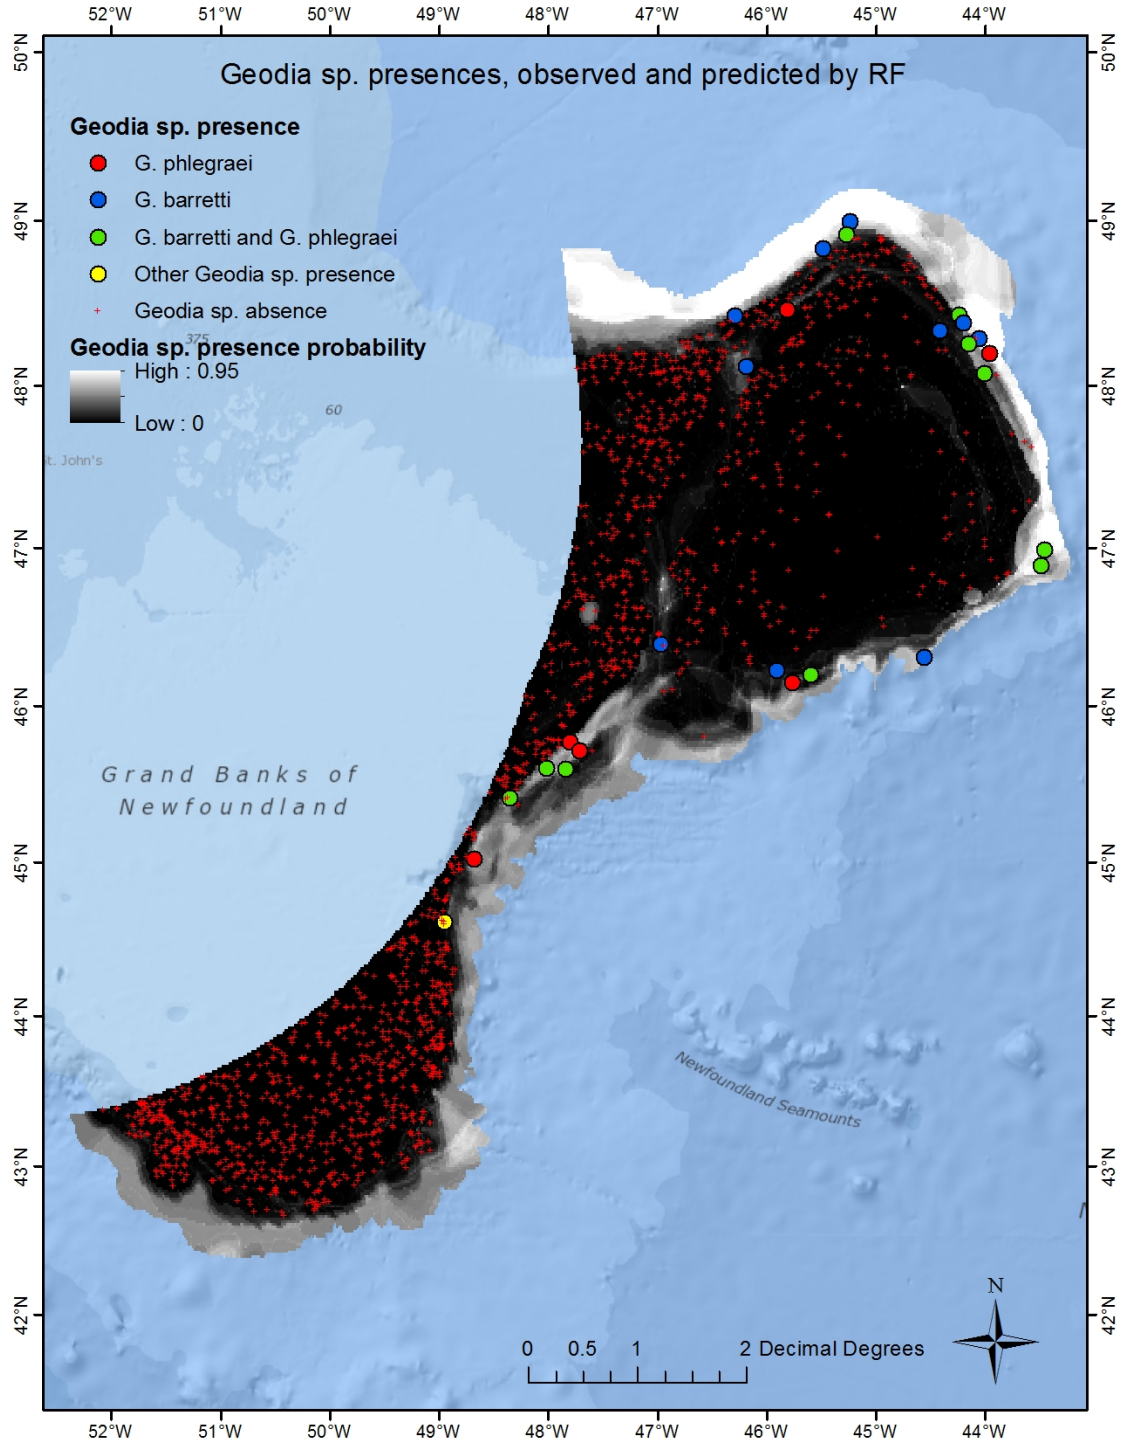 52°W 51°W 50°W 49°W 48°W 47°W 46°W 45°W 44°W
50°N 50°N
Geodia sp. presences, observed and predicted by RF
Geodia sp. presence
G. phlegraei
G. barretti
G. barretti and G. phlegraei
Other Geodia sp. presence
Geodia sp. absence
49°N 49°N
375
Geodia sp. presence probability
High : 0.95
Low : 0
48°N 48°N
60
St. John's
47°N 47°N
46°N 46°N
Grand Banks of
Newfoundland
45°N 45°N
44°N 44°N
Newfoundland Seamounts
43°N 43°N
N
42°N 42°N
0 0.5 1 2 Decimal Degrees
52°W 51°W 50°W 49°W 48°W 47°W 46°W 45°W 44°W